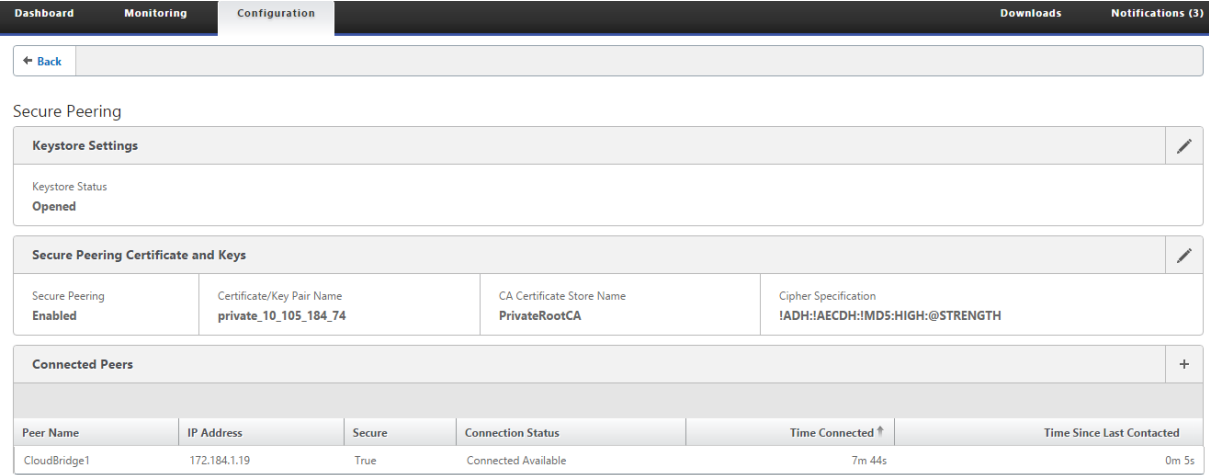 Dashboard Monitoring Configuration Downloads Notifications (3)
Back
Secure Peering
Keystore Settings
Keystore Status
Opened
Secure Peering Certificate and Keys
Secure Peering Certificate/Key Pair Name CA Certificate Store Name Cipher Specification
Enabled private_10_105_184_74 PrivateRootCA !ADH:!AECDH:!MD5:HIGH:@STRENGTH
Connected Peers
Peer Name IP Address Secure Connection Status Time Connected Time Since Last Contacted
CloudBridge1 172.184.1.19 True Connected Available 7m 44s 0m 5s